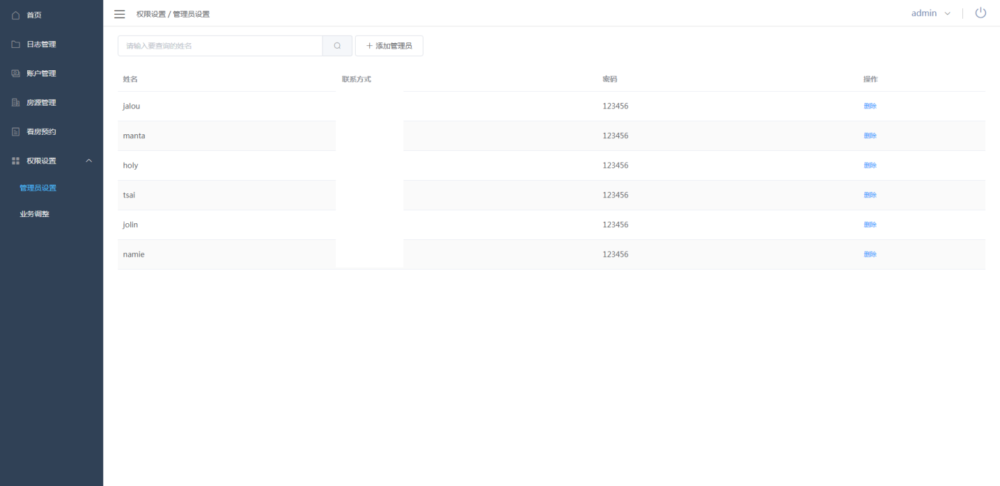 首页
日志管理
账户管理
房源管理
看房预约
权限设置
管理员设置
业务调整
权限设置 / 管理员设置
admin
请输入要查询的姓名
+ 添加管理员
姓名 联系方式 密码 操作
jalou 123456 删除
manta 123456 删除
holy 123456 删除
tsai 123456 删除
jolin 123456 删除
namie 123456 删除